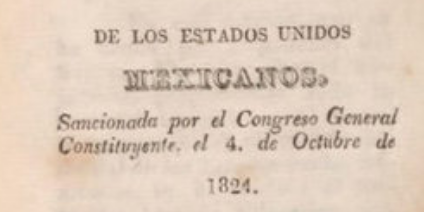 DE LOS ESTADOS UNIDOS
MEXICANOS.
Sancionada por el Congreso General
Constituyente. el 4. de Octubre de
1824.